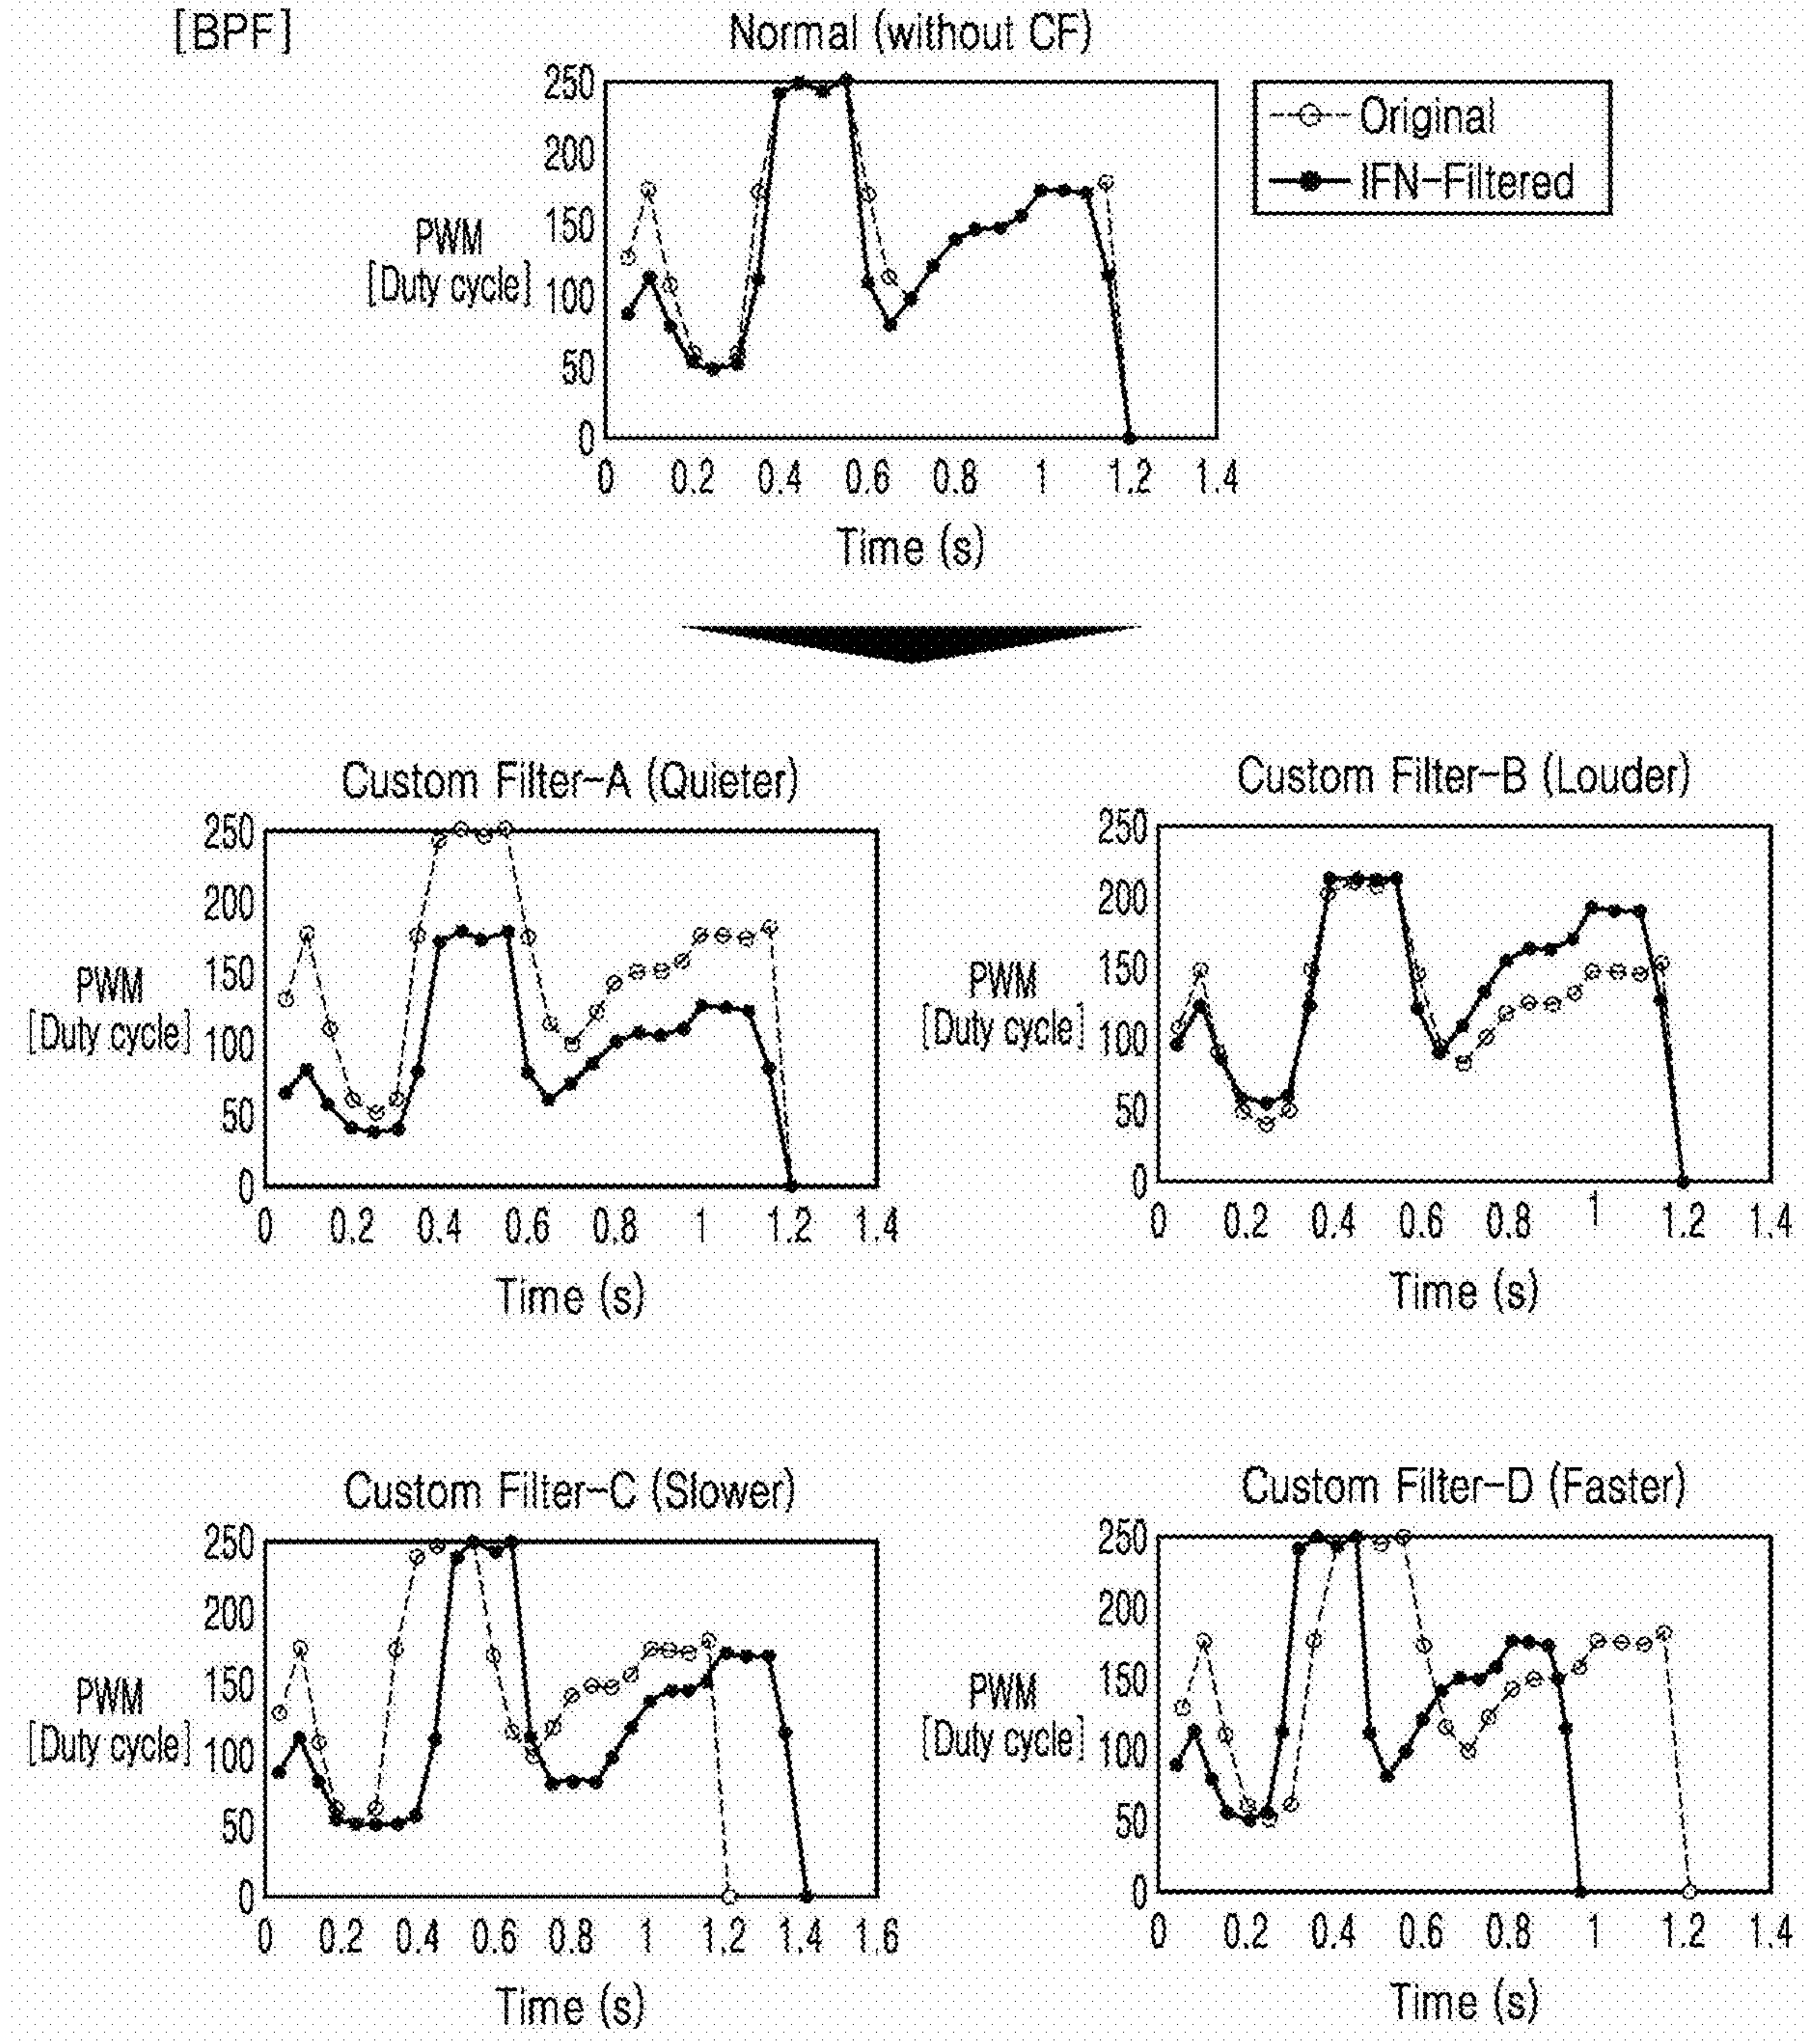 [BPF]
Normal (without CF)
Original
IFN-Filtered
PWM
[Duty cycle]
250
200
150
100
50
0
0 0.2 0.4 0.6 0.8 1 1.2 1.4
Time (s)
Custom Filter-A (Quieter)
PWM
[Duty cycle]
250
200
150
100
50
0
0 0.2 0.4 0.6 0.8 1 1.2 1.4
Time (s)
Custom Filter-B (Louder)
PWM
[Duty cycle]
250
200
150
100
50
0
0 0.2 0.4 0.6 0.8 1 1.2 1.4
Time (s)
Custom Filter-C (Slower)
PWM
[Duty cycle]
250
200
150
100
50
0
0 0.2 0.4 0.6 0.8 1 1.2 1.4 1.6
Time (s)
Custom Filter-D (Faster)
PWM
[Duty cycle]
250
200
150
100
50
0
0 0.2 0.4 0.6 0.8 1 1.2 1.4
Time (s)